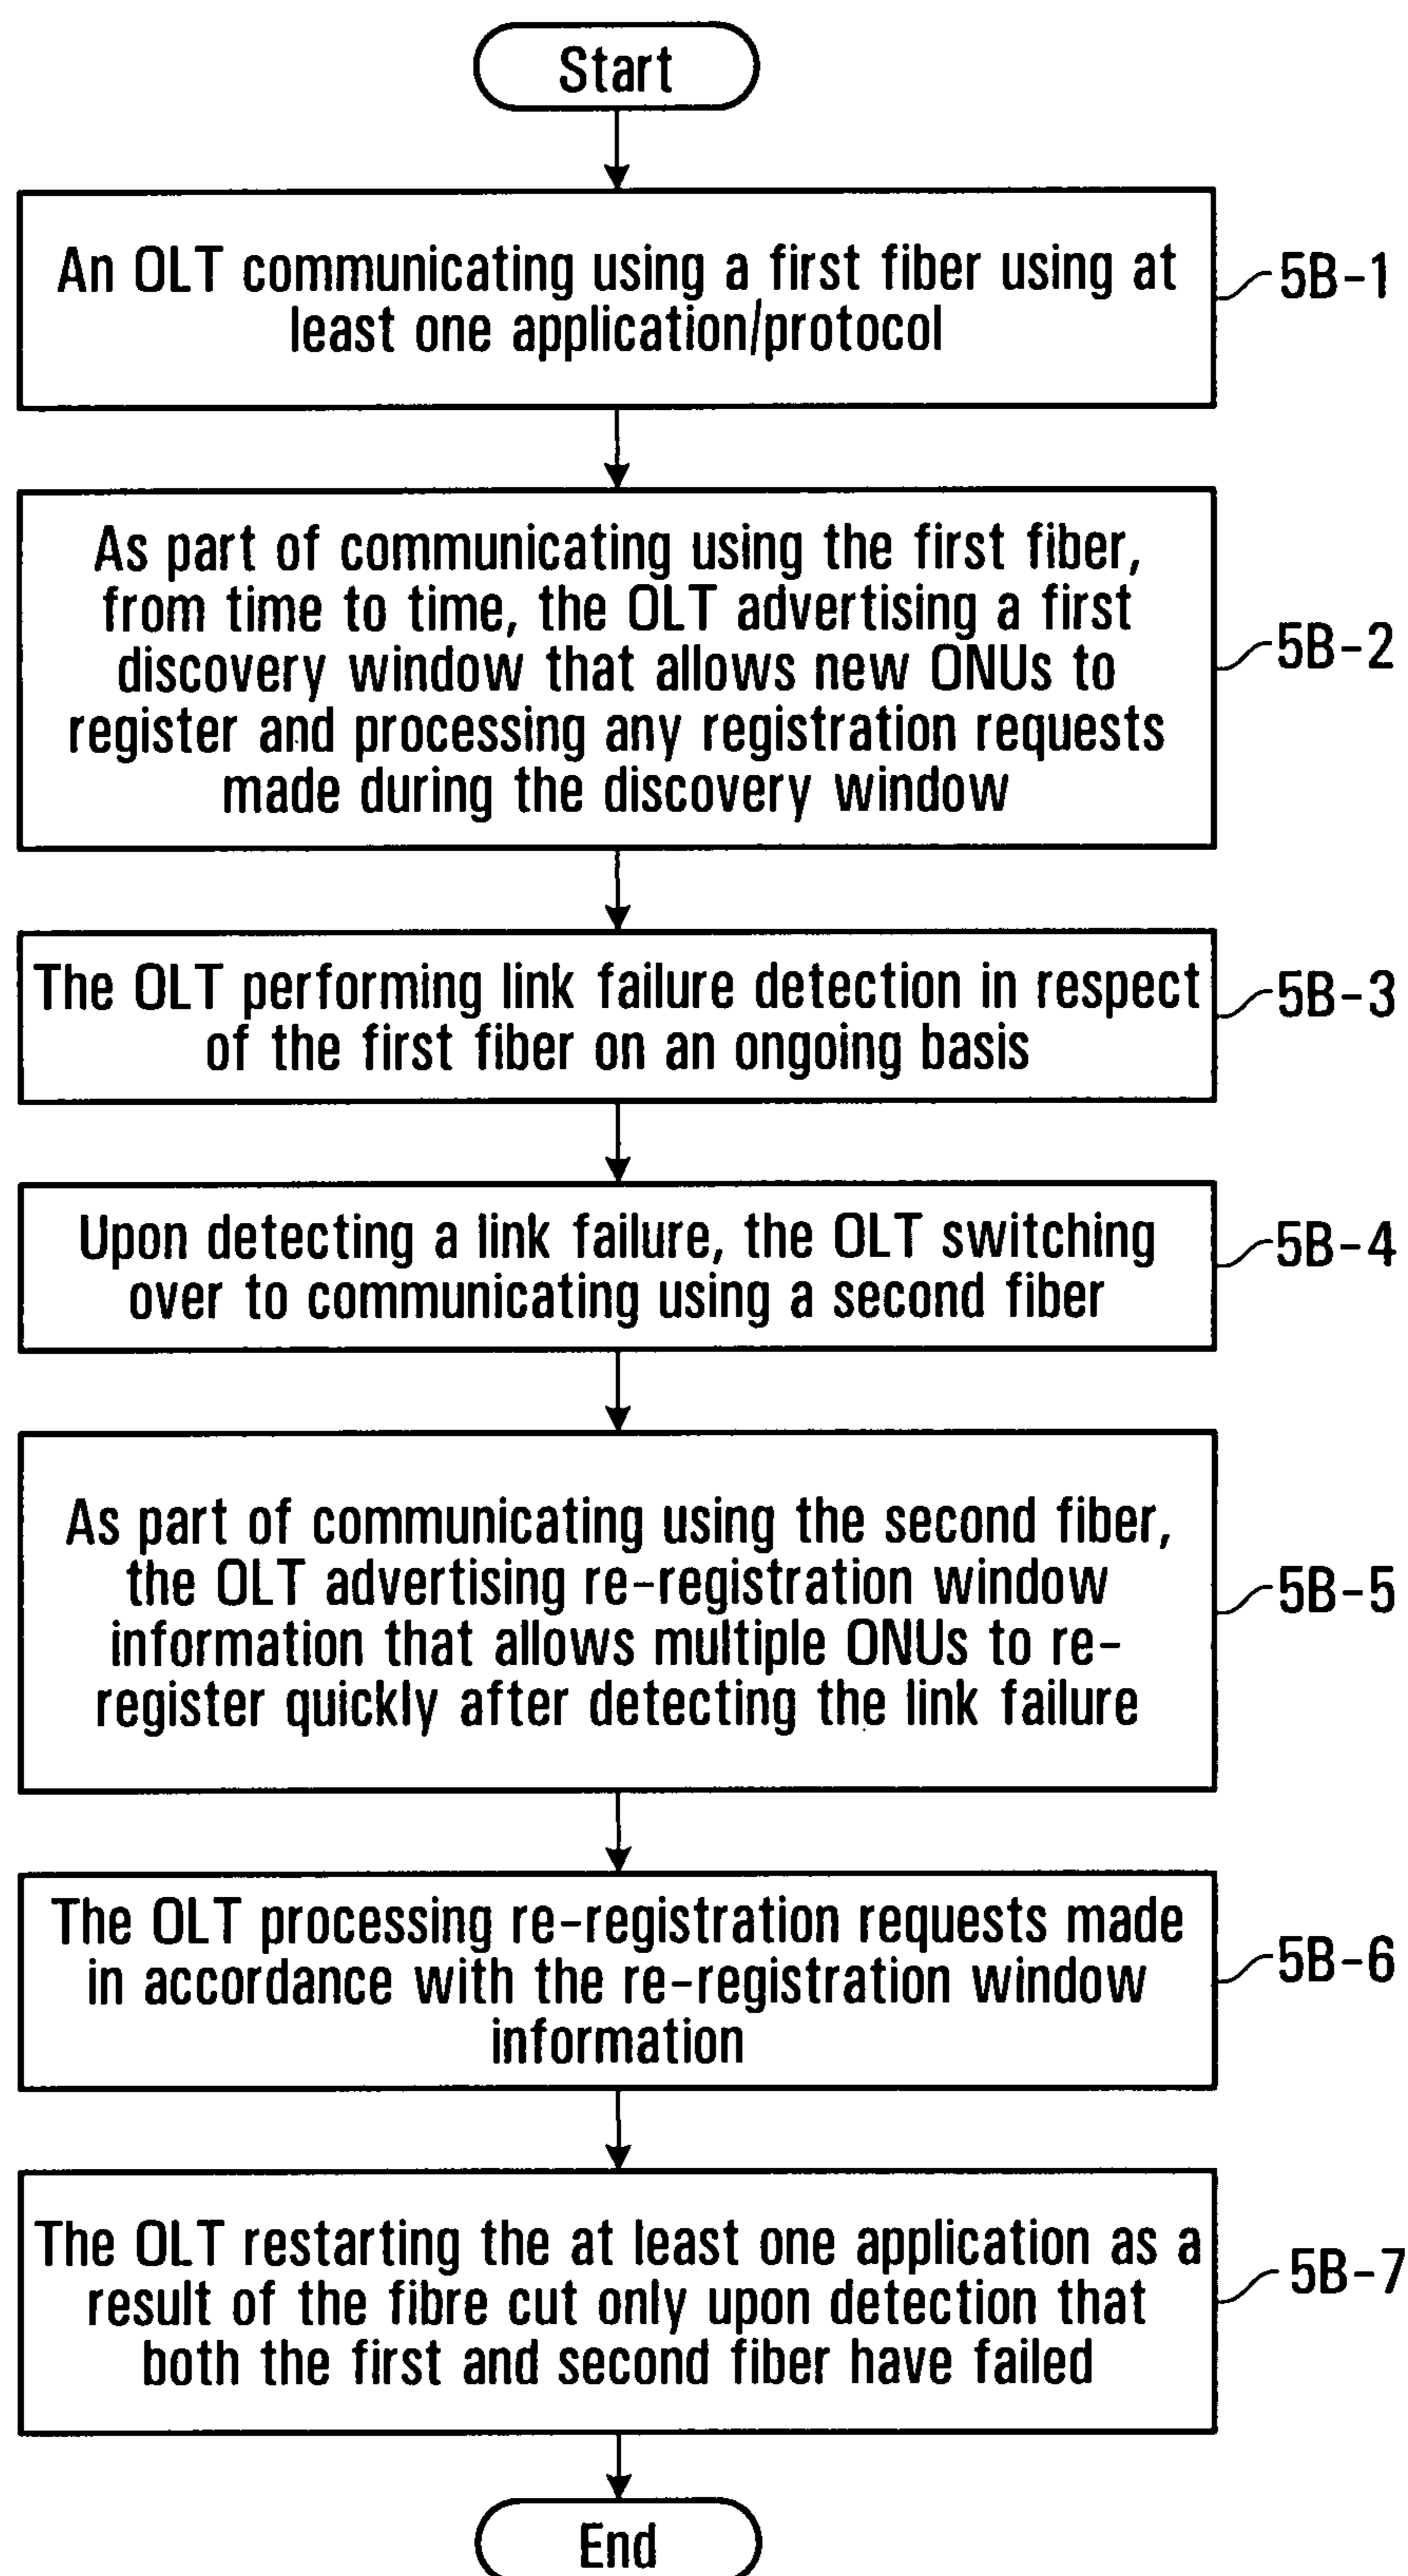 Start
An OLT communicating using a first fiber using at
least one application/protocol
5B-1
As part of communicating using the first fiber,
from time to time, the OLT advertising a first
discovery window that allows new ONUs to
register and processing any registration requests
made during the discovery window
5B-2
The OLT performing link failure detection in respect
of the first fiber on an ongoing basis
5B-3
Upon detecting a link failure, the OLT switching
over to communicating using a second fiber
5B-4
As part of communicating using the second fiber,
the OLT advertising re-registration window
information that allows multiple ONUs to re-
register quickly after detecting the link failure
5B-5
The OLT processing re-registration requests made
in accordance with the re-registration window
information
5B-6
The OLT restarting the at least one application as a
result of the fibre cut only upon detection that
both the first and second fiber have failed
5B-7
End